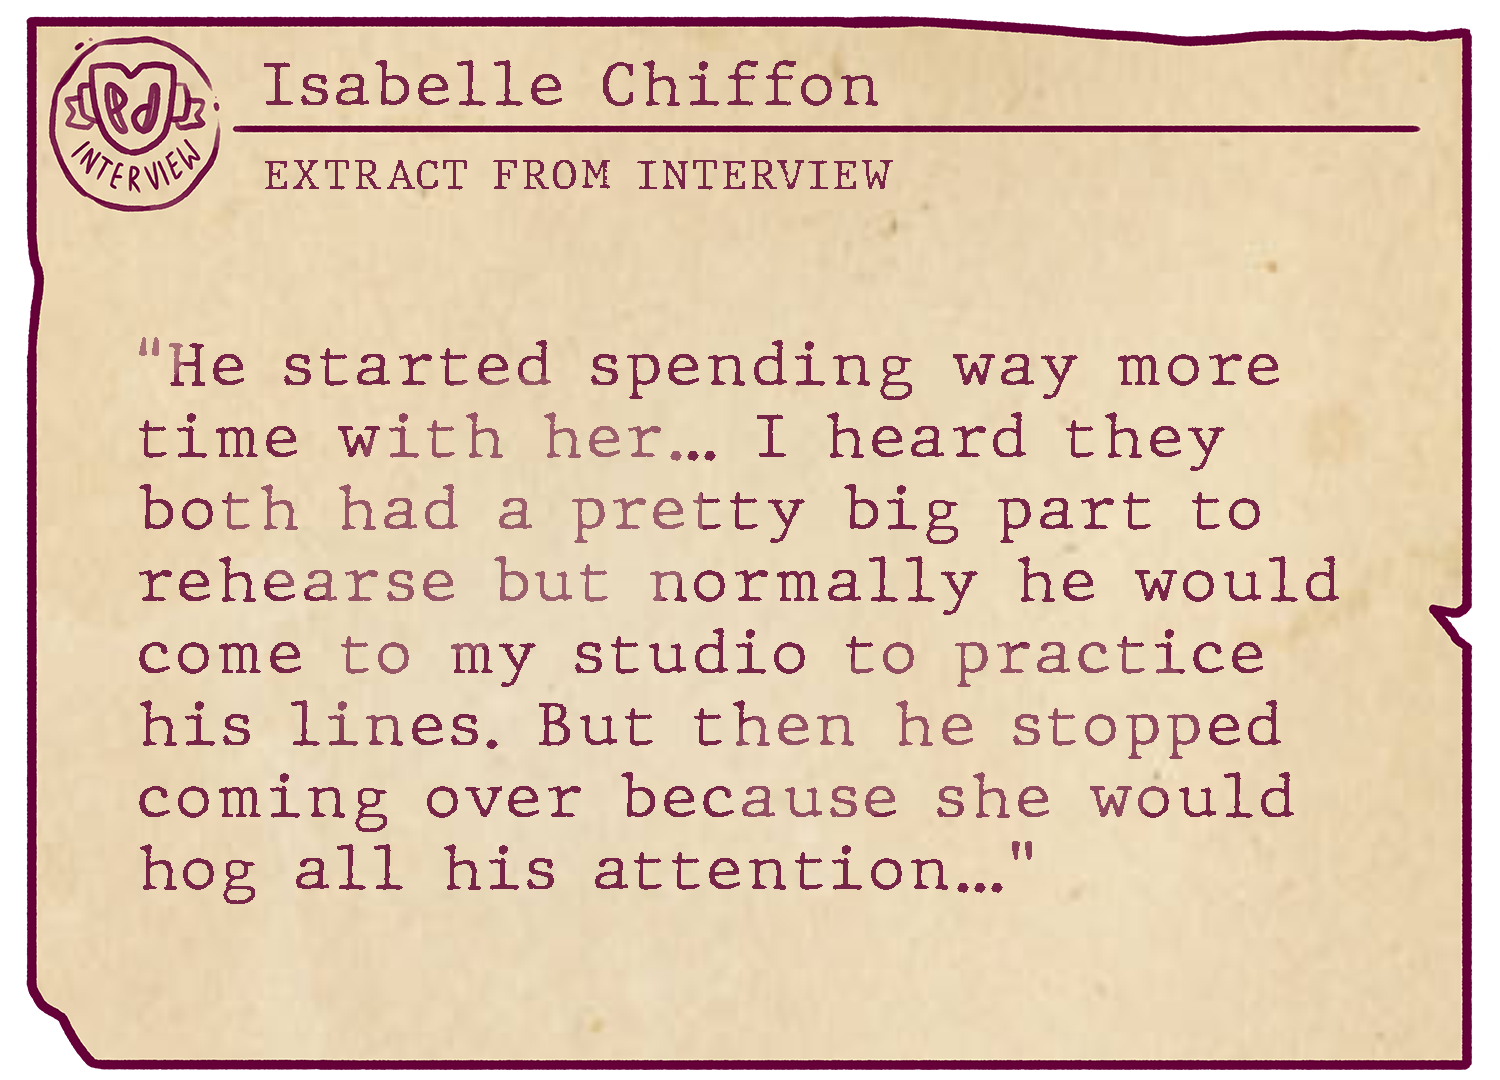 Isabelle Chiffon
Pd
INTERVIEW
EXTRACT FROM INTERVIEW
"He started spending way more
time with her... I heard they
both had a pretty big part to
rehearse but normally he would
come to my studio to practice
his lines. But then he stopped
coming over because she would
hog all his attention..."